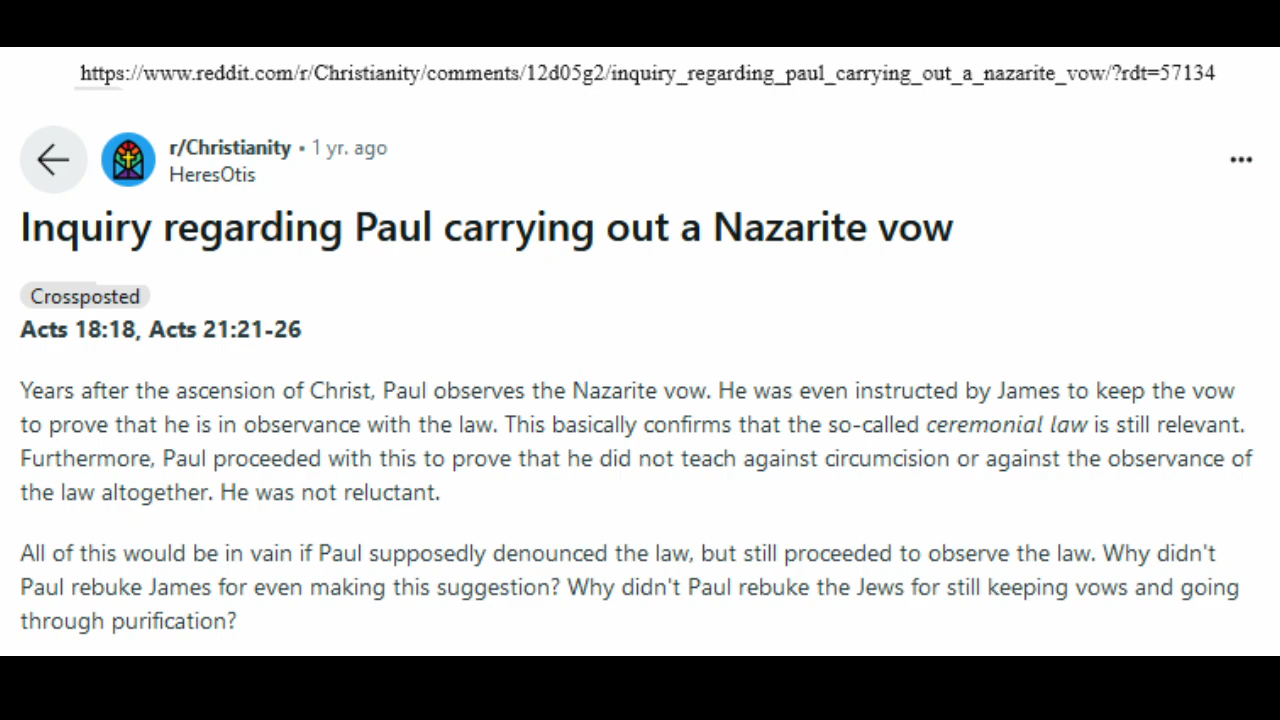 https://www.reddit.com/r/Christianity/comments/12d05g2/inquiry_regarding_paul_carrying_out_a_nazarite_vow/?rdt=57134
r/Christianity • 1 yr. ago
HeresOtis
Inquiry regarding Paul carrying out a Nazarite vow
Crossposted
Acts 18:18, Acts 21:21-26
Years after the ascension of Christ, Paul observes the Nazarite vow. He was even instructed by James to keep the vow
to prove that he is in observance with the law. This basically confirms that the so-called ceremonial law is still relevant.
Furthermore, Paul proceeded with this to prove that he did not teach against circumcision or against the observance of
the law altogether. He was not reluctant.
All of this would be in vain if Paul supposedly denounced the law, but still proceeded to observe the law. Why didn't
Paul rebuke James for even making this suggestion? Why didn't Paul rebuke the Jews for still keeping vows and going
through purification?